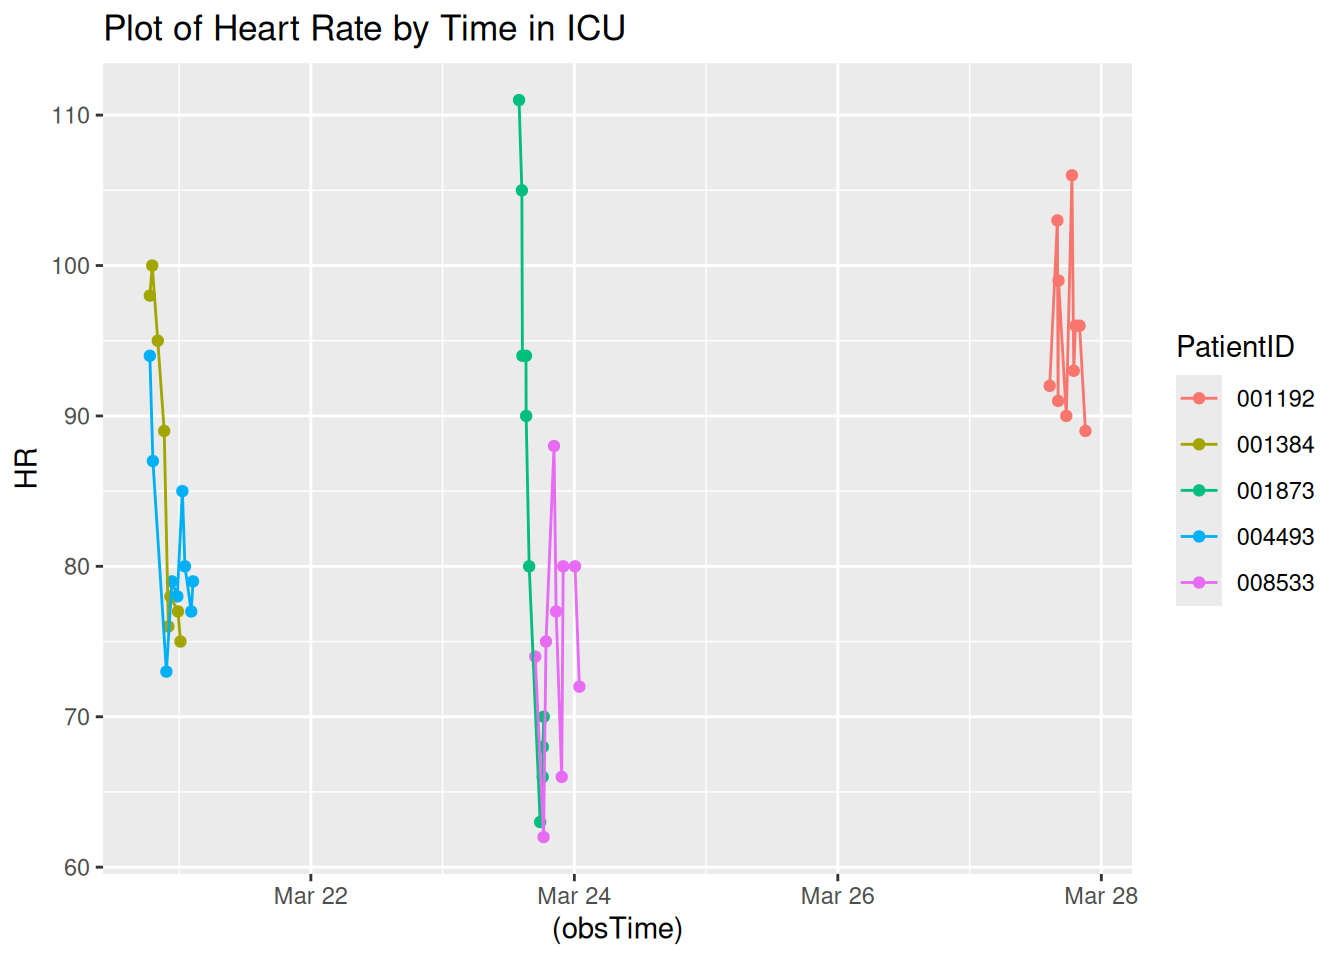 Plot of Heart Rate by Time in ICU
110
100
90
80
70
60
HR
Mar 22
Mar 24
Mar 26
Mar 28
(obsTime)
PatientID
001192
001384
001873
004493
008533